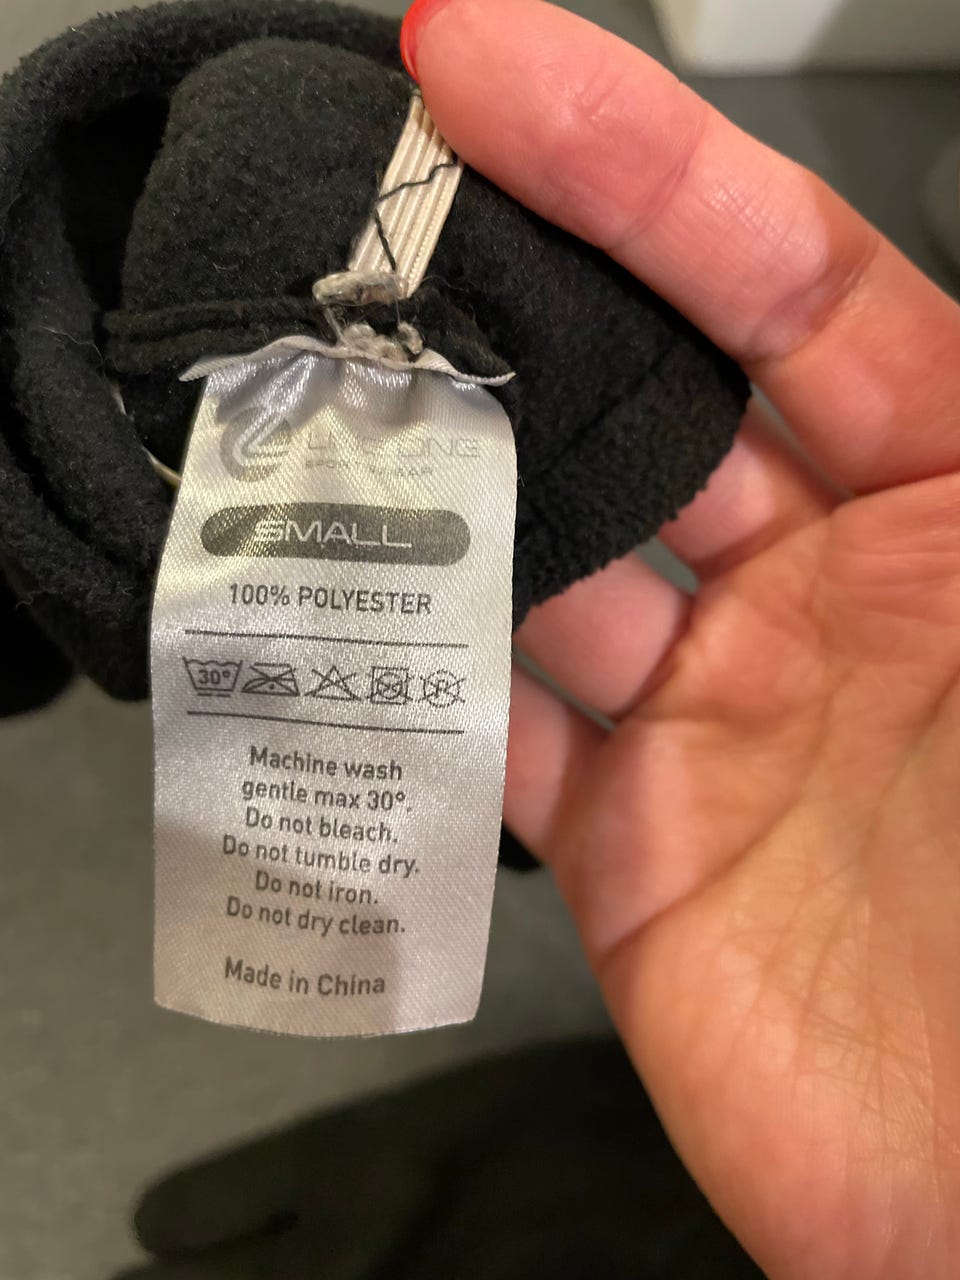 SMALL
100% POLYESTER
30°
P
Machine wash
gentle max 30°.
Do not bleach.
Do not tumble dry.
Do not iron.
Do not dry clean.
Made in China